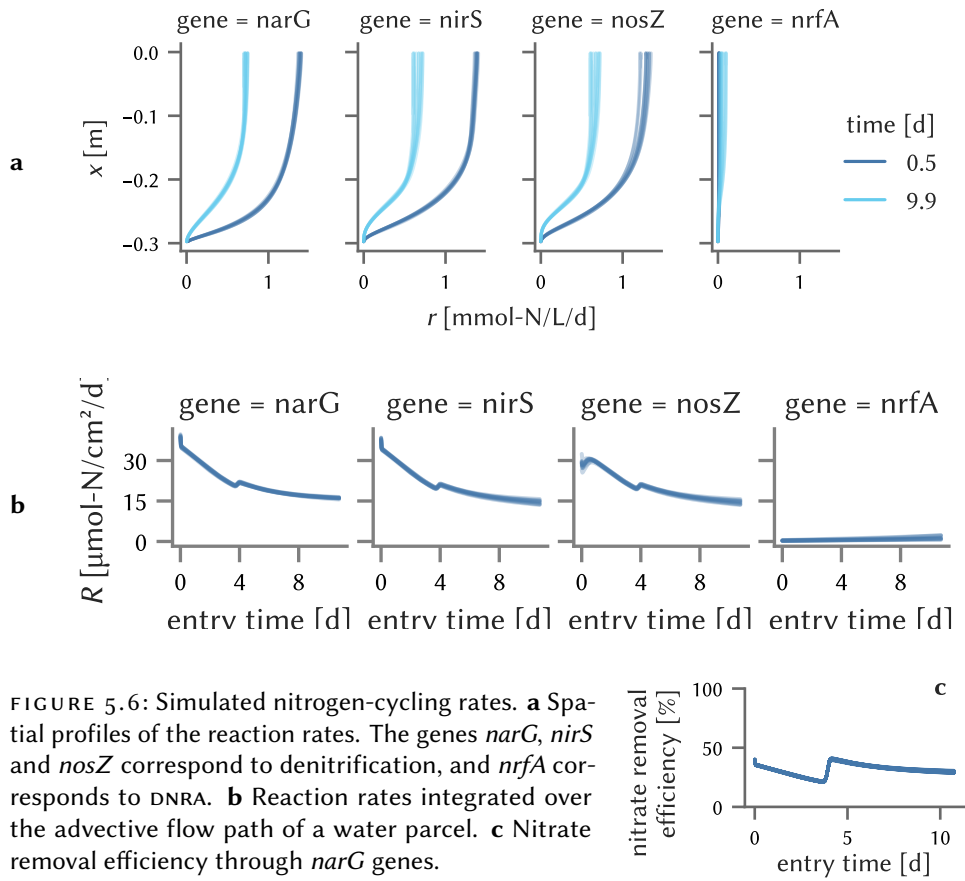 gene = narG gene = nirS gene = nosZ gene = nrfA
0.0
−0.1
−0.2
−0.3
x [m]
a
time [d]
0.5
9.9
0 1 0 1 0 1 0 1
r [mmol-N/L/d]
gene = narG gene = nirS gene = nosZ gene = nrfA
30
15
0
R [μmol-N/cm²/d]
b
0 4 8 0 4 8 0 4 8 0 4 8
entry time [d] entry time [d] entry time [d] entry time [d]
FIGURE 5.6: Simulated nitrogen-cycling rates. a Spa-
tial profiles of the reaction rates. The genes narG, nirS
and nosZ correspond to denitrification, and nrfA cor-
responds to DNRA. b Reaction rates integrated over
the advective flow path of a water parcel. c Nitrate
removal efficiency through narG genes.
c
nitrate removal
efficiency [%]
100
50
0
0 5 10
entry time [d]